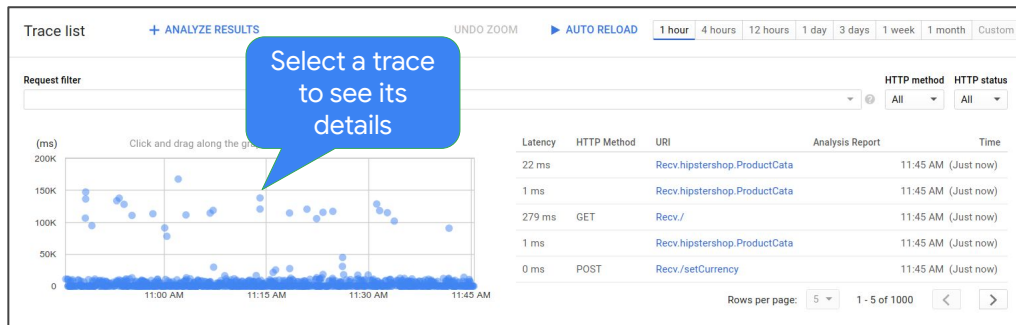 Trace list
+ ANALYZE RESULTS
UNDO ZOOM
AUTO RELOAD
1 hour 4 hours 12 hours 1 day 3 days 1 week 1 month Custom
Select a trace
to see its
details
Request filter
HTTP method HTTP status
All All
(ms) Click and drag along the
200K
150K
100K
50K
0
11:00 AM 11:15 AM 11:30 AM 11:45 AM
Latency HTTP Method URI Analysis Report Time
22 ms Recv.hipstershop.ProductCata 11:45 AM (Just now)
1 ms Recv.hipstershop.ProductCata 11:45 AM (Just now)
279 ms GET Recv./ 11:45 AM (Just now)
1 ms Recv.hipstershop.ProductCata 11:45 AM (Just now)
0 ms POST Recv./setCurrency 11:45 AM (Just now)
Rows per page: 5 1 - 5 of 1000